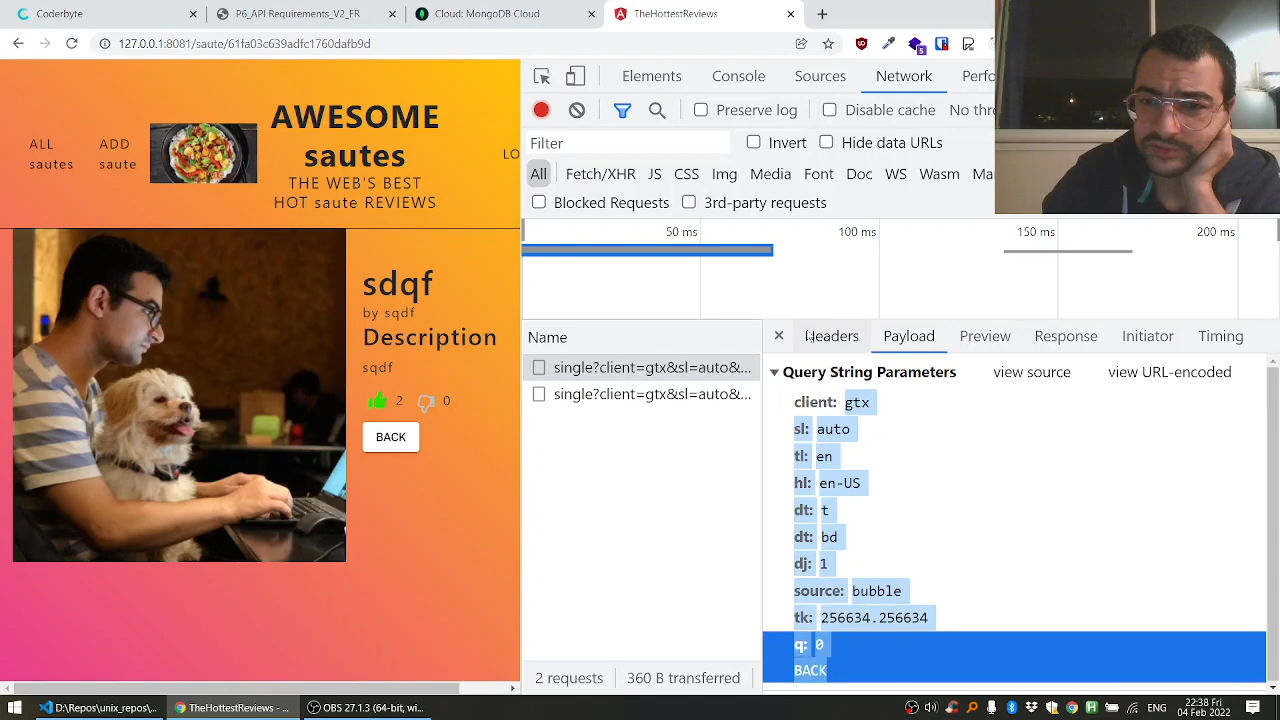 Coderbyte
P6_API Requirements_V2_FR
Cloud: MongoDB Cloud
TheHottestReviews
127.0.0.1:8081/saute/61fa03c639adfc1760dafb9d
ALL
sautes
ADD
saute
AWESOME
sautes
THE WEB'S BEST
HOT saute REVIEWS
LO
sdqf
by sqdf
Description
sqdf
2
0
BACK
Elements
Console
Sources
Network
Perfo
Preserve log
Disable cache
No thro
Filter
Invert
Hide data URLs
All
Fetch/XHR
JS
CSS
Img
Media
Font
Doc
WS
Wasm
Man
Blocked Requests
3rd-party requests
50 ms
100 ms
150 ms
200 ms
Name
single?client=gtx&sl=auto&...
single?client=gtx&sl=auto&...
Headers
Payload
Preview
Response
Initiator
Timing
Query String Parameters
view source
view URL-encoded
client: gtx
sl: auto
tl: en
hl: en-US
dt: t
dt: bd
dj: 1
source: bubble
tk: 256634.256634
q: 0
BACK
2 requests
360 B transferred
D:\Repos\unix_repos\...
TheHottestReviews - ...
OBS 27.1.3 (64-bit, wi...
ENG
22:38 Fri
04 Feb 2022